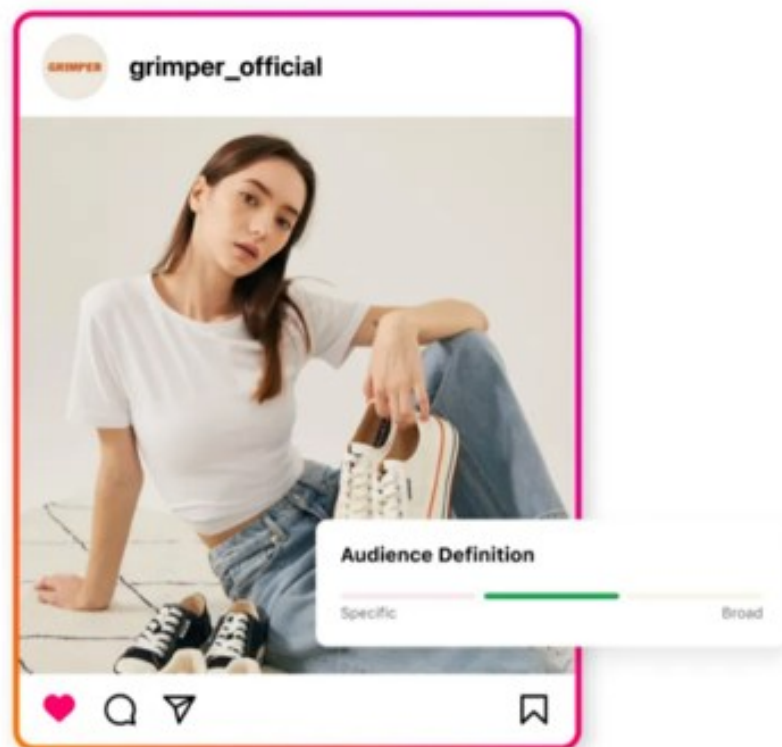 GRIMPER
grimper_official
Audience Definition
Specific
Broad